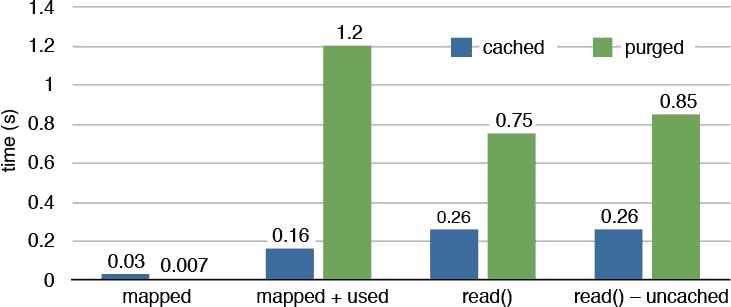 time (s)
1.4
1.2
1
0.8
0.6
0.4
0.2
0
cached
purged
0.03
0.007
0.16
1.2
0.26
0.75
0.26
0.85
mapped
mapped + used
read()
read() – uncached